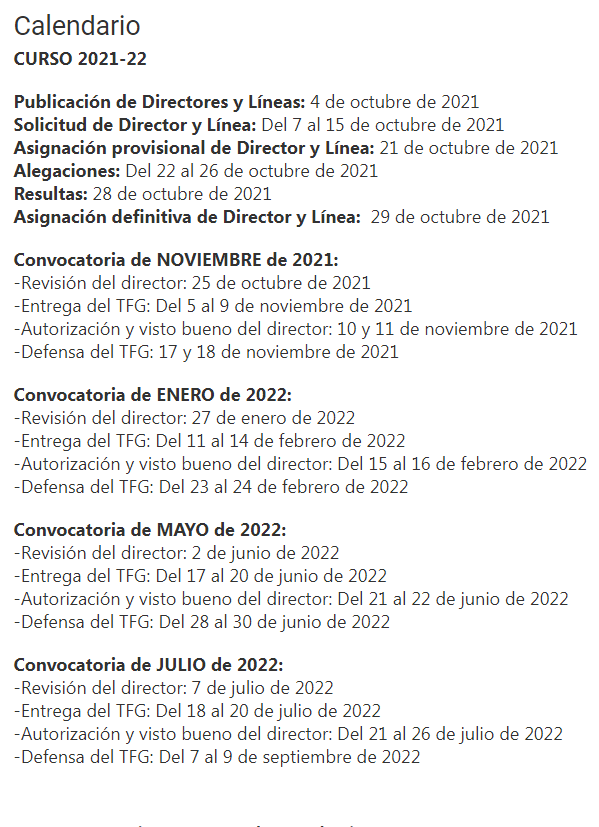 Calendario
CURSO 2021-22
Publicación de Directores y Líneas: 4 de octubre de 2021
Solicitud de Director y Línea: Del 7 al 15 de octubre de 2021
Asignación provisional de Director y Línea: 21 de octubre de 2021
Alegaciones: Del 22 al 26 de octubre de 2021
Resultas: 28 de octubre de 2021
Asignación definitiva de Director y Línea:  29 de octubre de 2021
Convocatoria de NOVIEMBRE de 2021:
-Revisión del director: 25 de octubre de 2021
-Entrega del TFG: Del 5 al 9 de noviembre de 2021
-Autorización y visto bueno del director: 10 y 11 de noviembre de 2021
-Defensa del TFG: 17 y 18 de noviembre de 2021
Convocatoria de ENERO de 2022:
-Revisión del director: 27 de enero de 2022
-Entrega del TFG: Del 11 al 14 de febrero de 2022
-Autorización y visto bueno del director: Del 15 al 16 de febrero de 2022
-Defensa del TFG: Del 23 al 24 de febrero de 2022
Convocatoria de MAYO de 2022:
-Revisión del director: 2 de junio de 2022
-Entrega del TFG: Del 17 al 20 de junio de 2022
-Autorización y visto bueno del director: Del 21 al 22 de junio de 2022
-Defensa del TFG: Del 28 al 30 de junio de 2022
Convocatoria de JULIO de 2022:
-Revisión del director: 7 de julio de 2022
-Entrega del TFG: Del 18 al 20 de julio de 2022
-Autorización y visto bueno del director: Del 21 al 26 de julio de 2022
-Defensa del TFG: Del 7 al 9 de septiembre de 2022